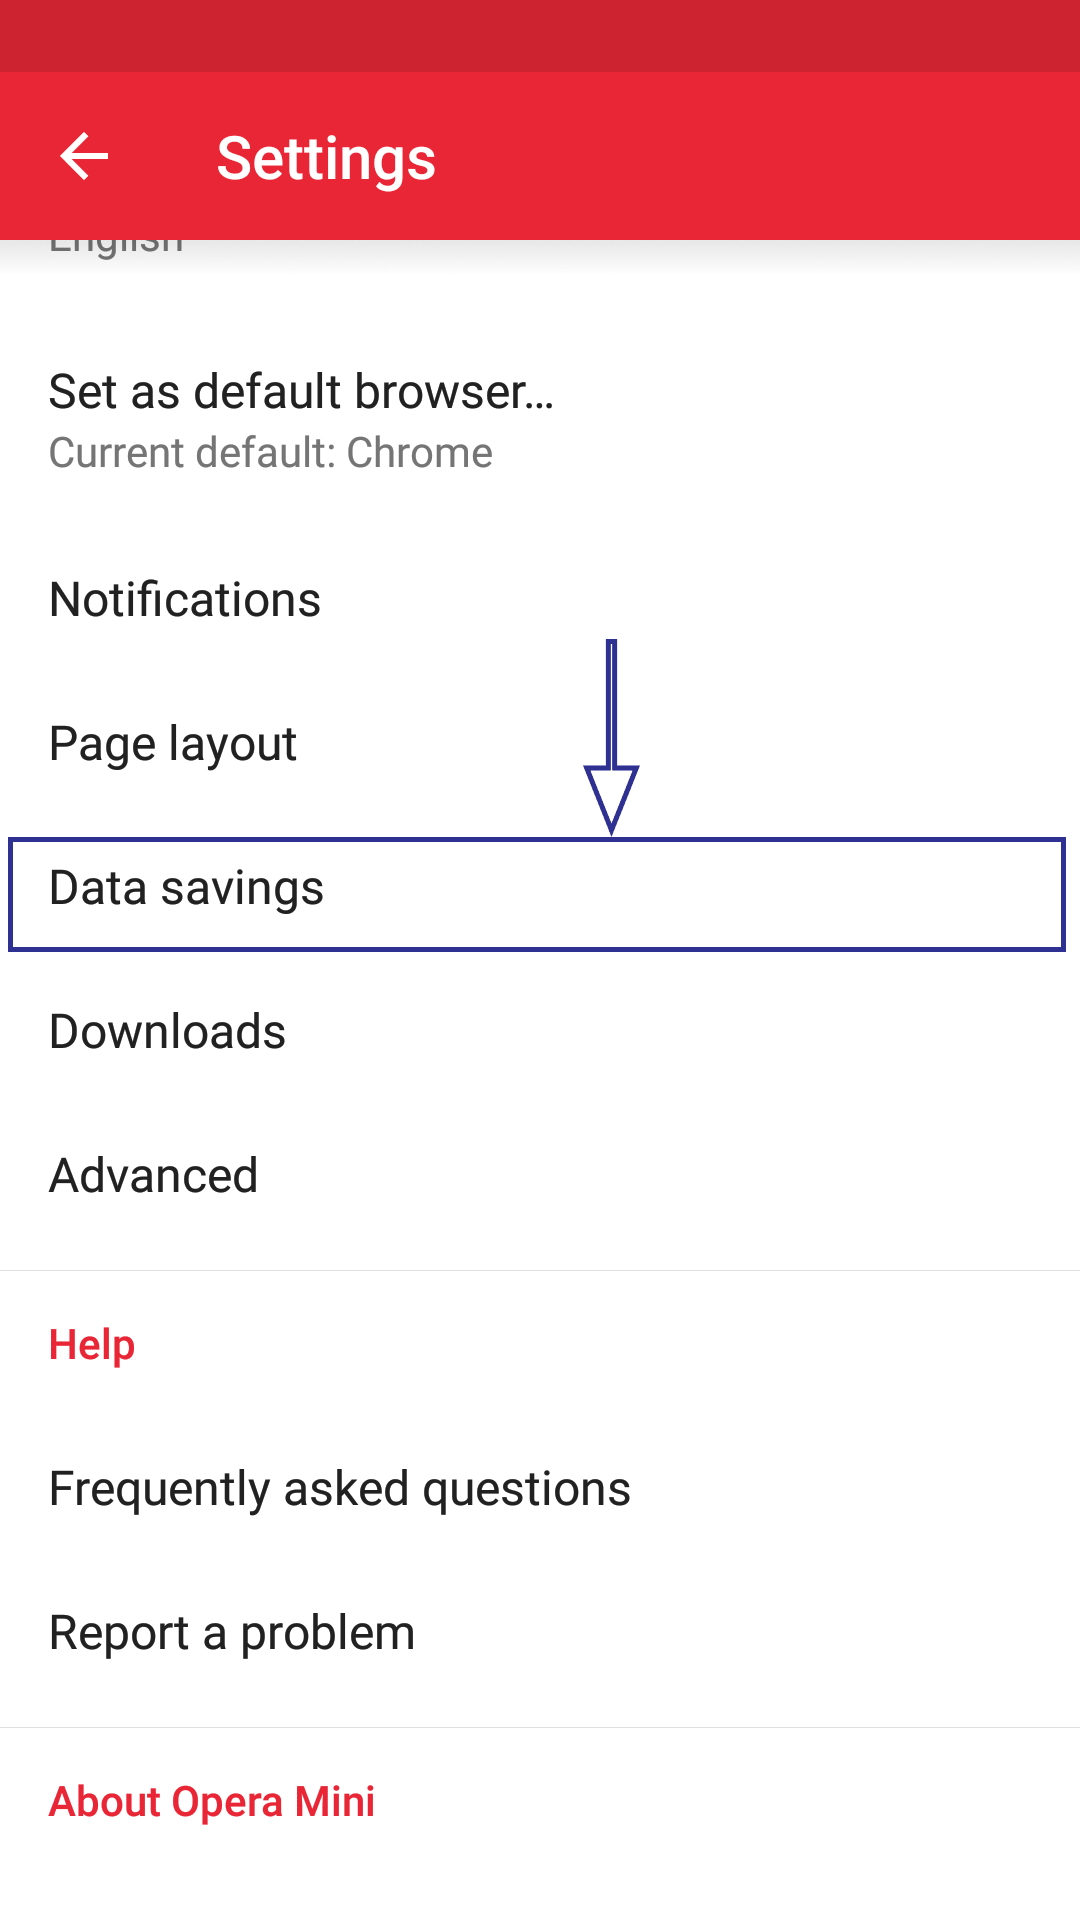 Settings
English
Set as default browser...
Current default: Chrome
Notifications
Page layout
Data savings
Downloads
Advanced
Help
Frequently asked questions
Report a problem
About Opera Mini